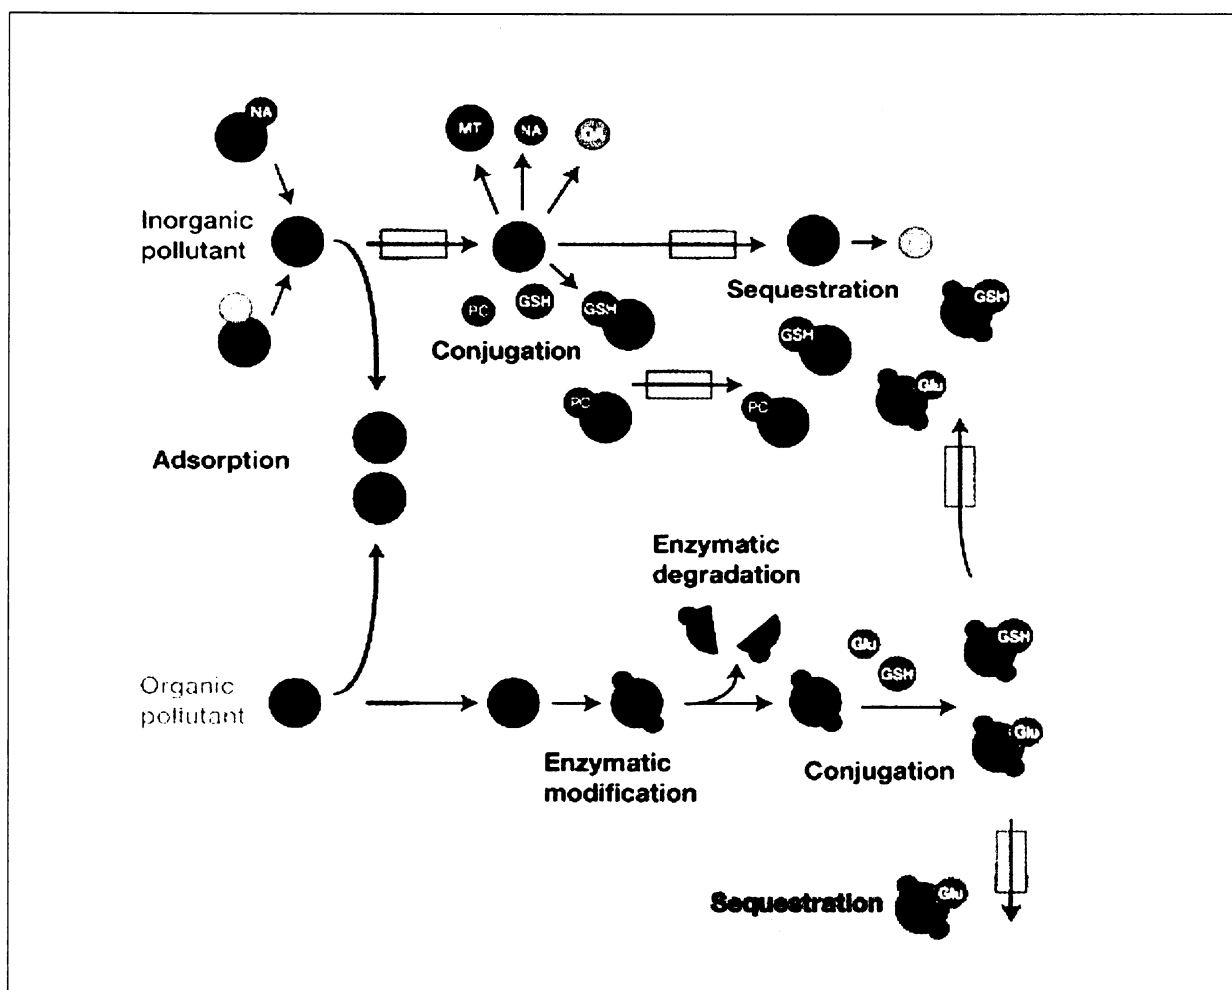 NA
MT
NA
Inorganic
pollutant
Sequestration
GSH
PC
GSH
GSH
GSH
Conjugation
Glu
PC
PC
Adsorption
Enzymatic
degradation
Glu
GSH
GSH
Organic
pollutant
Glu
Enzymatic
modification
Conjugation
Sequestration
Glu